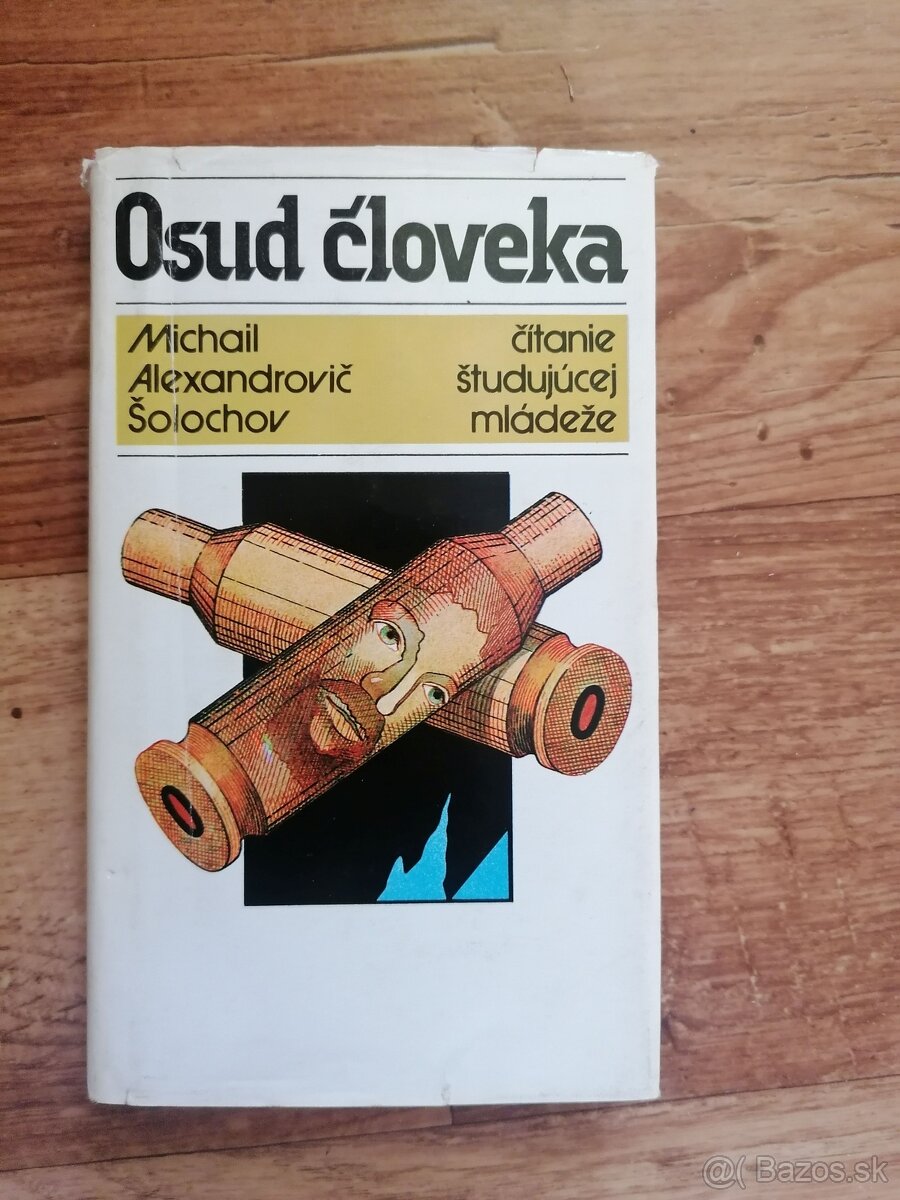 Osud človeka
Michail
Alexandrovič
Šolochov
čítanie
študujúcej
mládeže
@( Bazos.sk